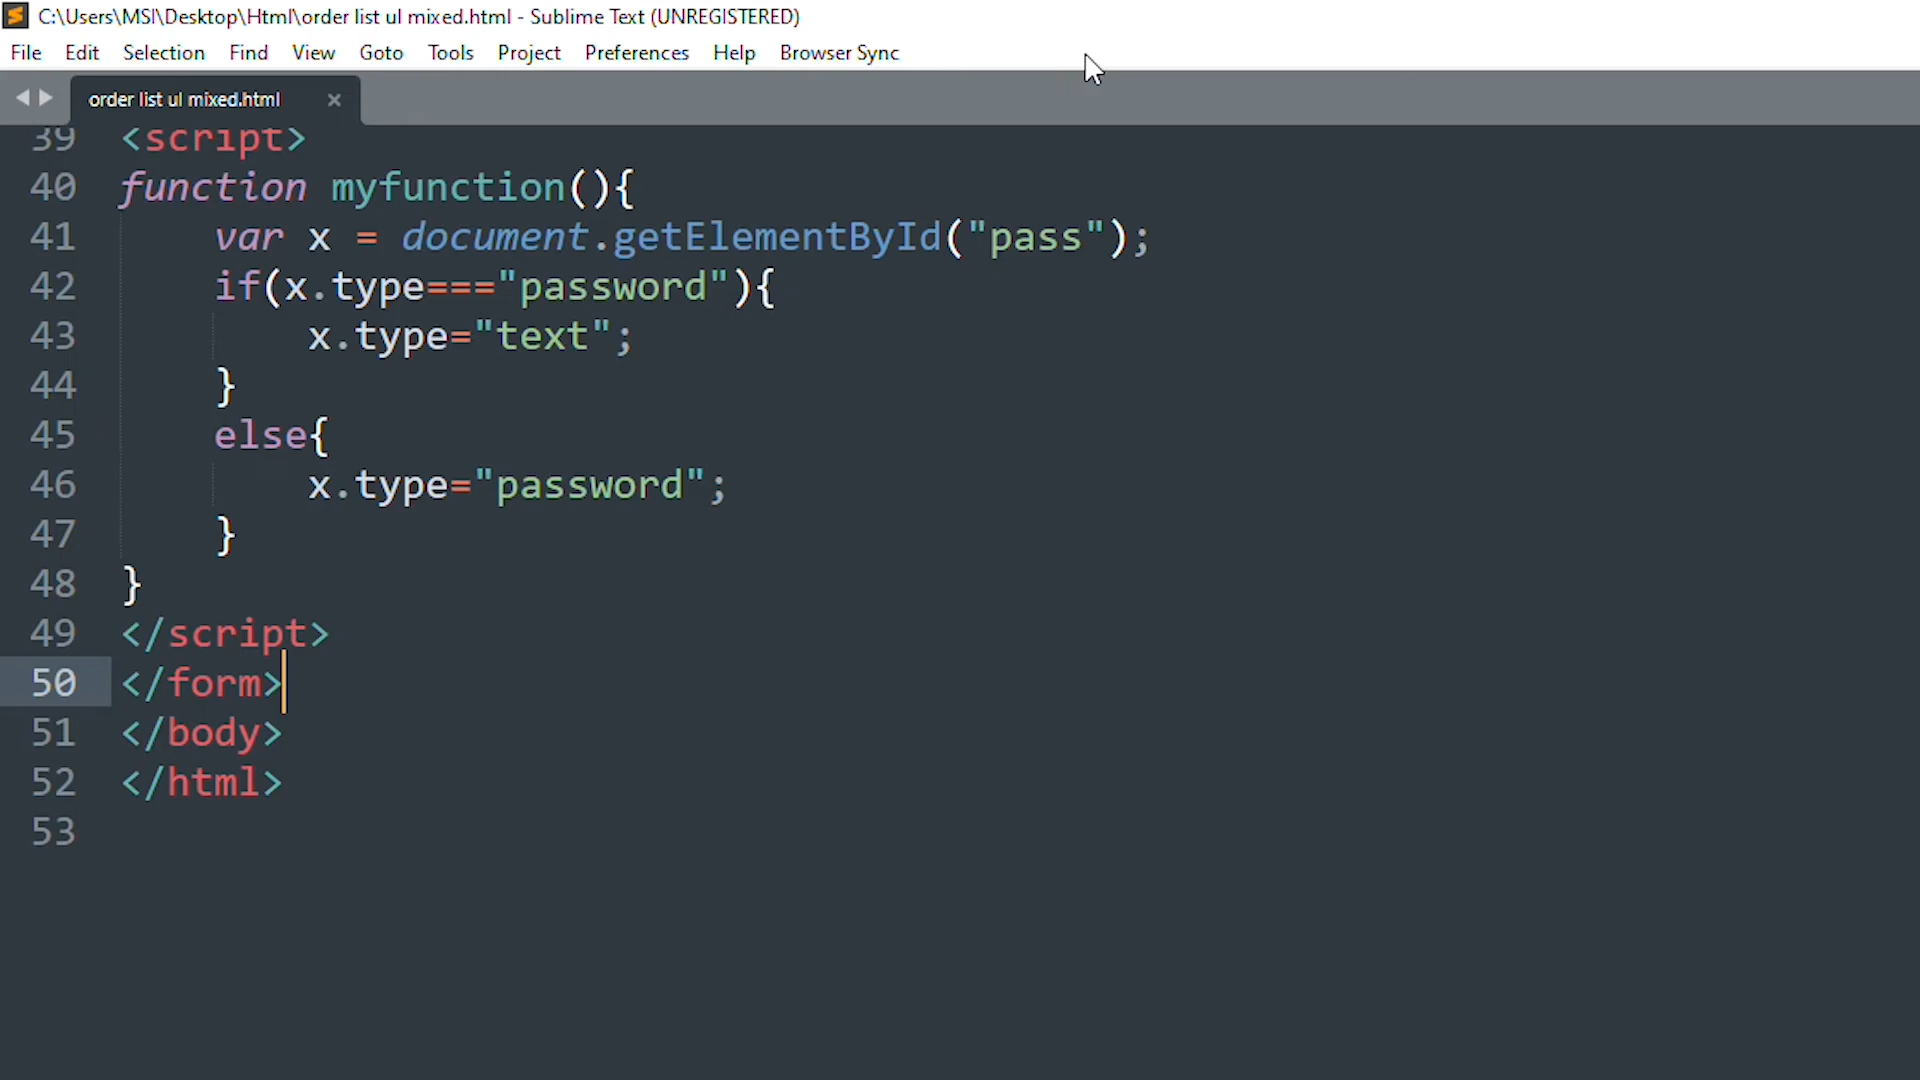 C:\Users\MSI\Desktop\Html\order list ul mixed.html - Sublime Text (UNREGISTERED)
File Edit Selection Find View Goto Tools Project Preferences Help Browser Sync
order list ul mixed.html ×
39 <script>
40 function myfunction(){
41     var x = document.getElementById("pass");
42     if(x.type==="password"){
43         x.type="text";
44     }
45     else{
46         x.type="password";
47     }
48 }
49 </script>
50 </form>
51 </body>
52 </html>
53